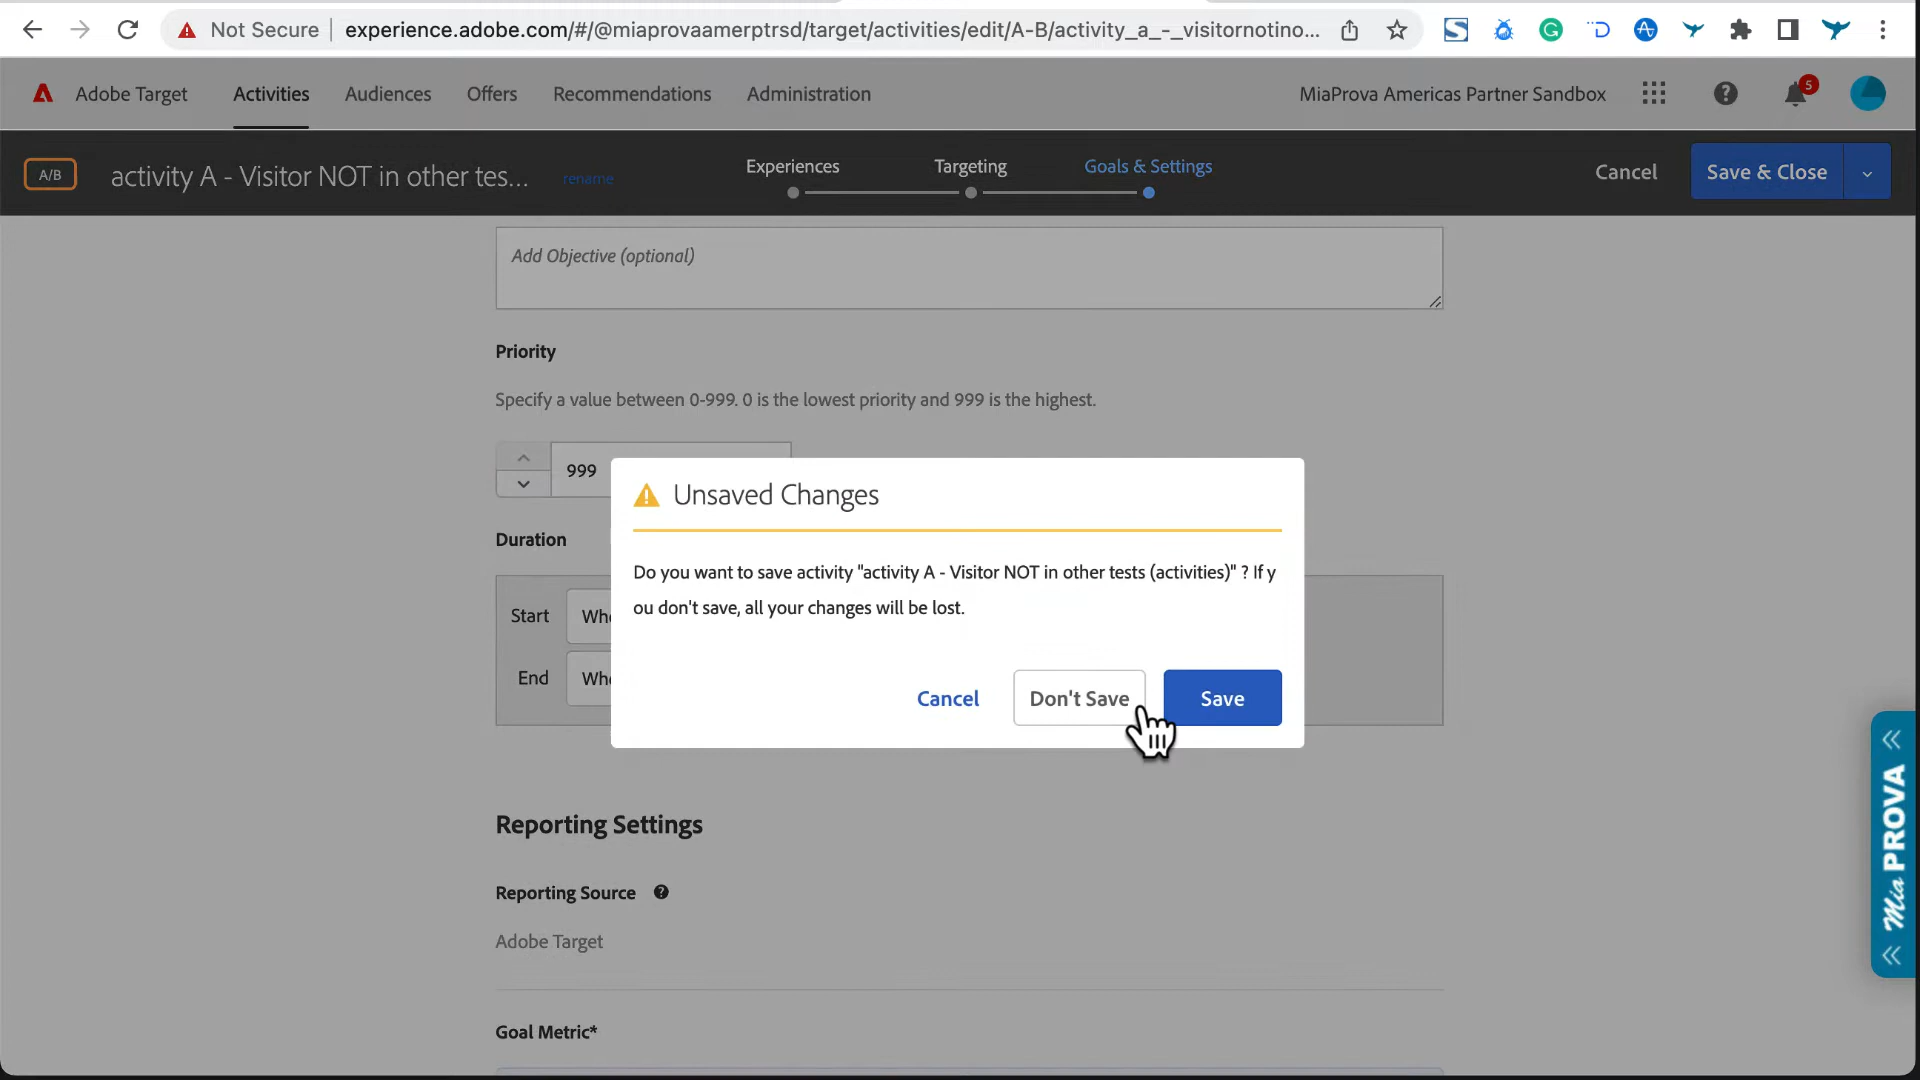 Not Secure experience.adobe.com/#/@miaprovaamerptrsd/target/activities/edit/A-B/activity_a_-_visitornotino...
Adobe Target Activities Audiences Offers Recommendations Administration MiaProva Americas Partner Sandbox 5
A/B activity A - Visitor NOT in other tes... rename Experiences Targeting Goals & Settings Cancel Save & Close
Add Objective (optional)
Priority
Specify a value between 0-999. 0 is the lowest priority and 999 is the highest.
999
Unsaved Changes
Duration
Do you want to save activity "activity A - Visitor NOT in other tests (activities)" ? If y
ou don't save, all your changes will be lost.
Start Whe
End Whe
Cancel Don't Save Save
Mia PROVA
Reporting Settings
Reporting Source
Adobe Target
Goal Metric*